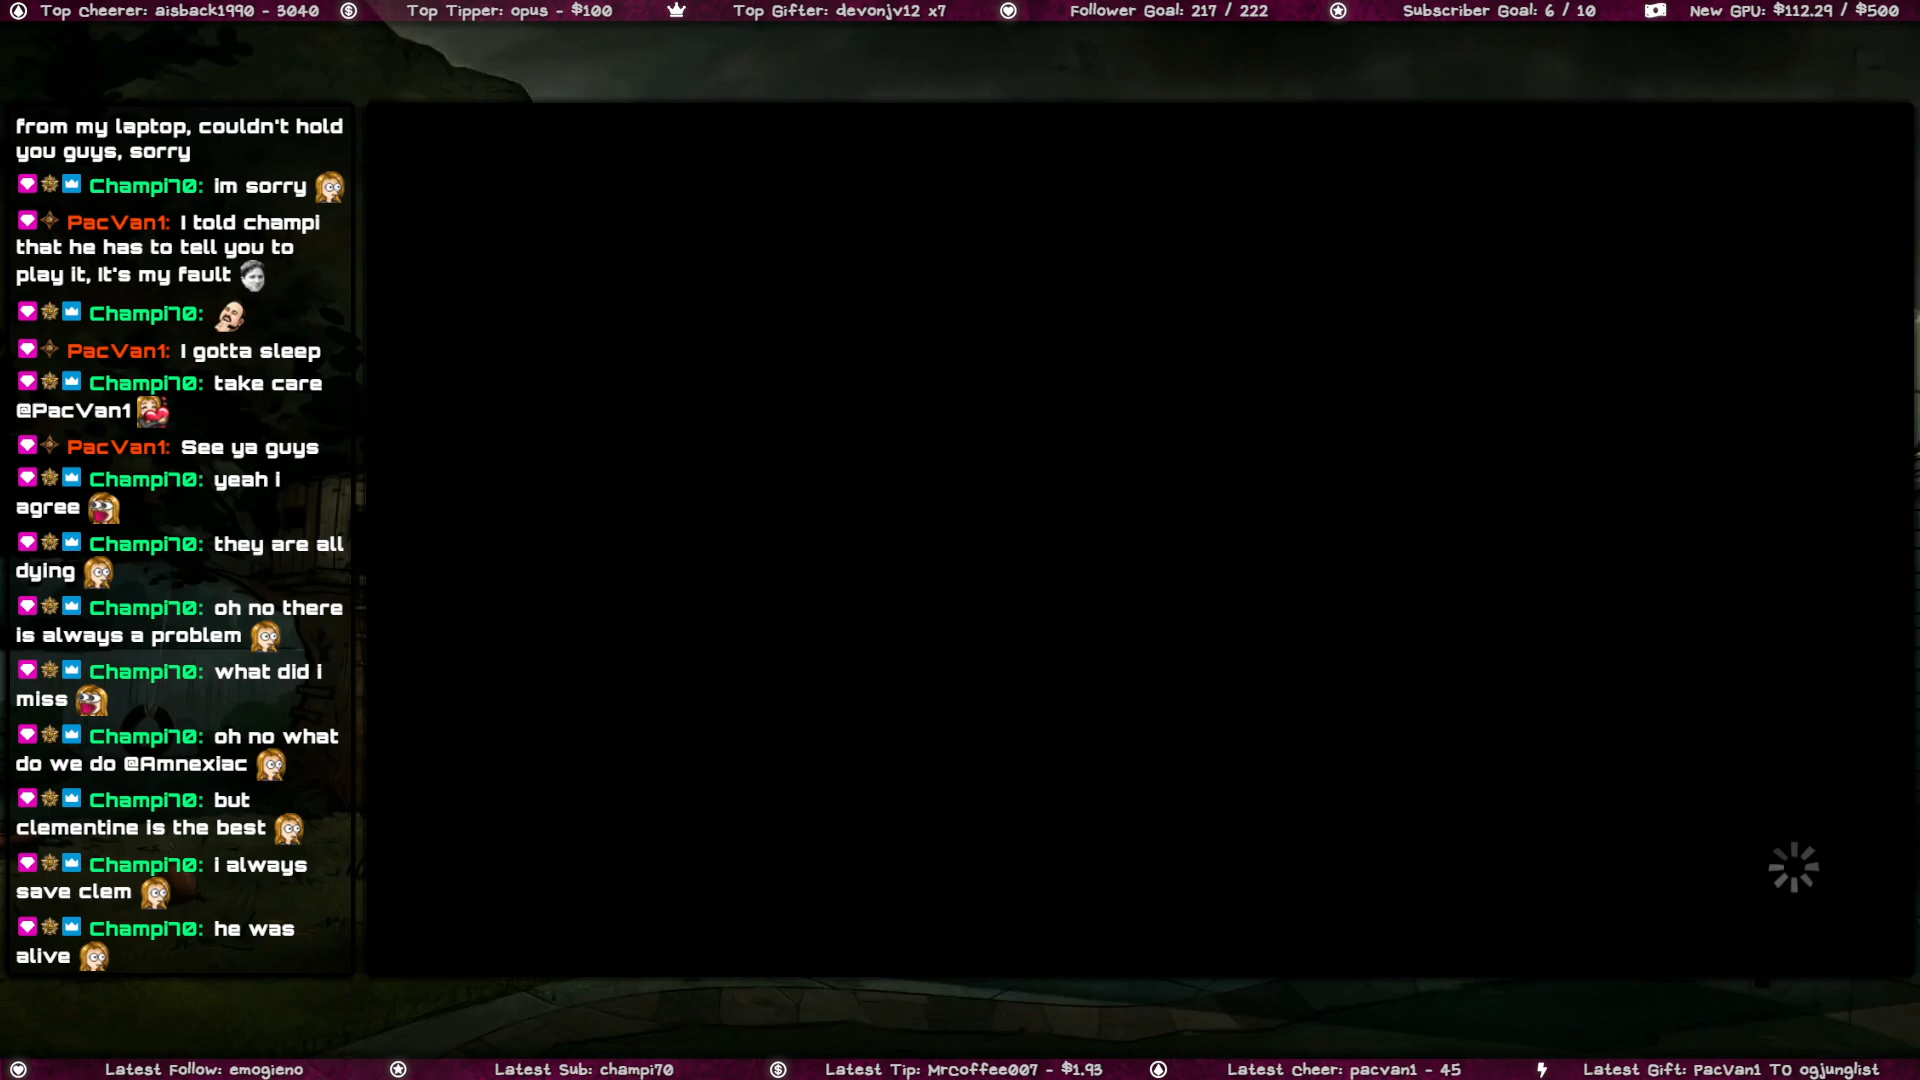 Top Cheerer: aisback1990 - 3040
Top Tipper: opus - $100
Top Gifter: devonjv12 x7
Follower Goal: 217 / 222
Subscriber Goal: 6 / 10
New GPU: $112.29 / $500
from my laptop, couldn't hold
you guys, sorry
Champi70: im sorry
PacVan1: I told champi
that he has to tell you to
play it, It's my fault
Champi70:
PacVan1: I gotta sleep
Champi70: take care
@PacVan1
PacVan1: See ya guys
Champi70: yeah i
agree
Champi70: they are all
dying
Champi70: oh no there
is always a problem
Champi70: what did i
miss
Champi70: oh no what
do we do @Amnexiac
Champi70: but
clementine is the best
Champi70: i always
save clem
Champi70: he was
alive
Latest Follow: emogieno
Latest Sub: champi70
Latest Tip: MrCoffee007 - $1.93
Latest Cheer: pacvan1 - 45
Latest Gift: PacVan1 TO ogjunglist